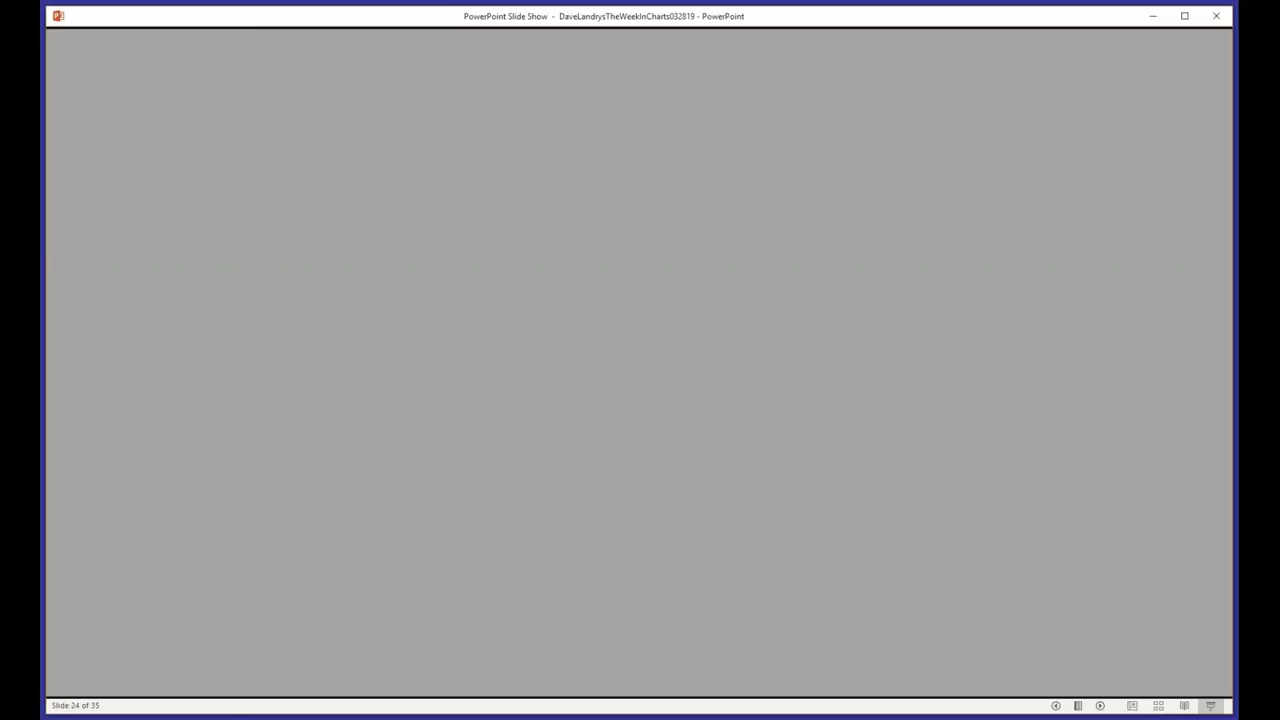 PowerPoint Slide Show - DaveLandrysTheWeekInCharts032819 - PowerPoint
Slide 24 of 35